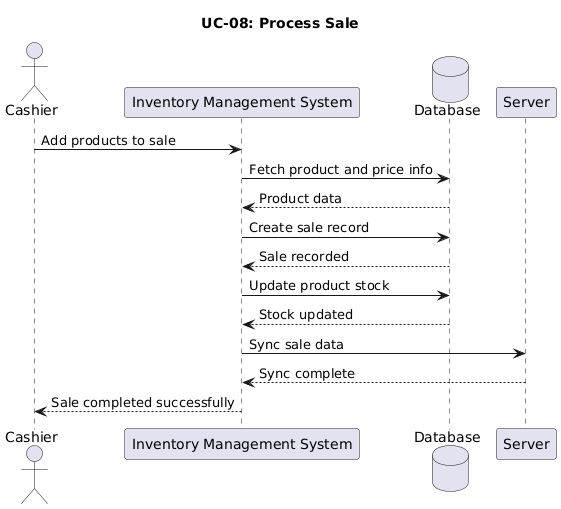 UC-08: Process Sale
Cashier
Inventory Management System
Database
Server
Add products to sale
Fetch product and price info
Product data
Create sale record
Sale recorded
Update product stock
Stock updated
Sync sale data
Sync complete
Sale completed successfully
Cashier
Inventory Management System
Database
Server